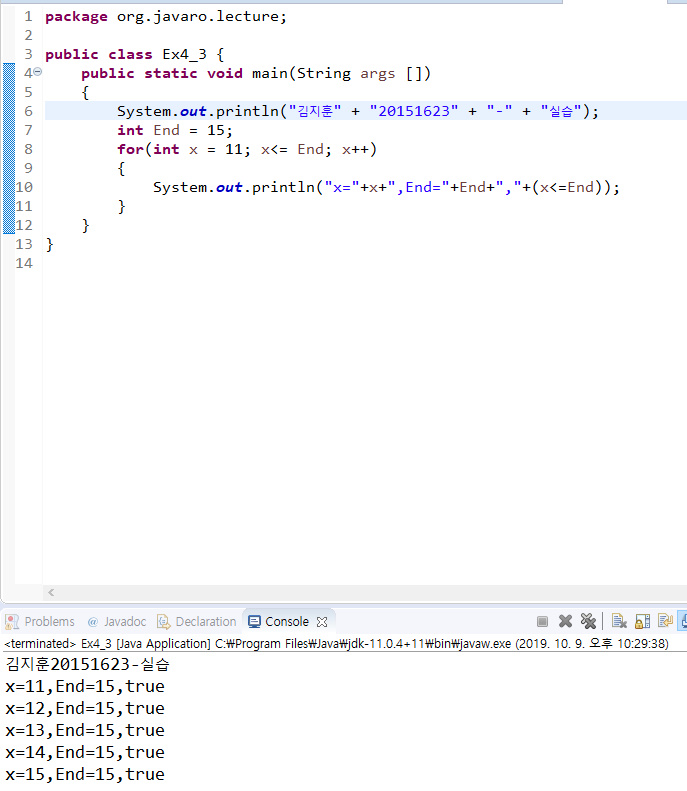 1 package org.javaro.lecture;
2
3 public class Ex4_3 {
4 public static void main(String args [])
5 {
6 System.out.println("김지훈" + "20151623" + "-" + "실습");
7 int End = 15;
8 for(int x = 11; x<= End; x++)
9 {
10 System.out.println("x="+x+",End="+End+","+(x<=End));
11 }
12 }
13 }
14
Problems @ Javadoc Declaration Console
<terminated> Ex4_3 [Java Application] C:₩Program Files₩Java₩jdk-11.0.4+11₩bin₩javaw.exe (2019. 10. 9. 오후 10:29:38)
김지훈20151623-실습
x=11,End=15,true
x=12,End=15,true
x=13,End=15,true
x=14,End=15,true
x=15,End=15,true